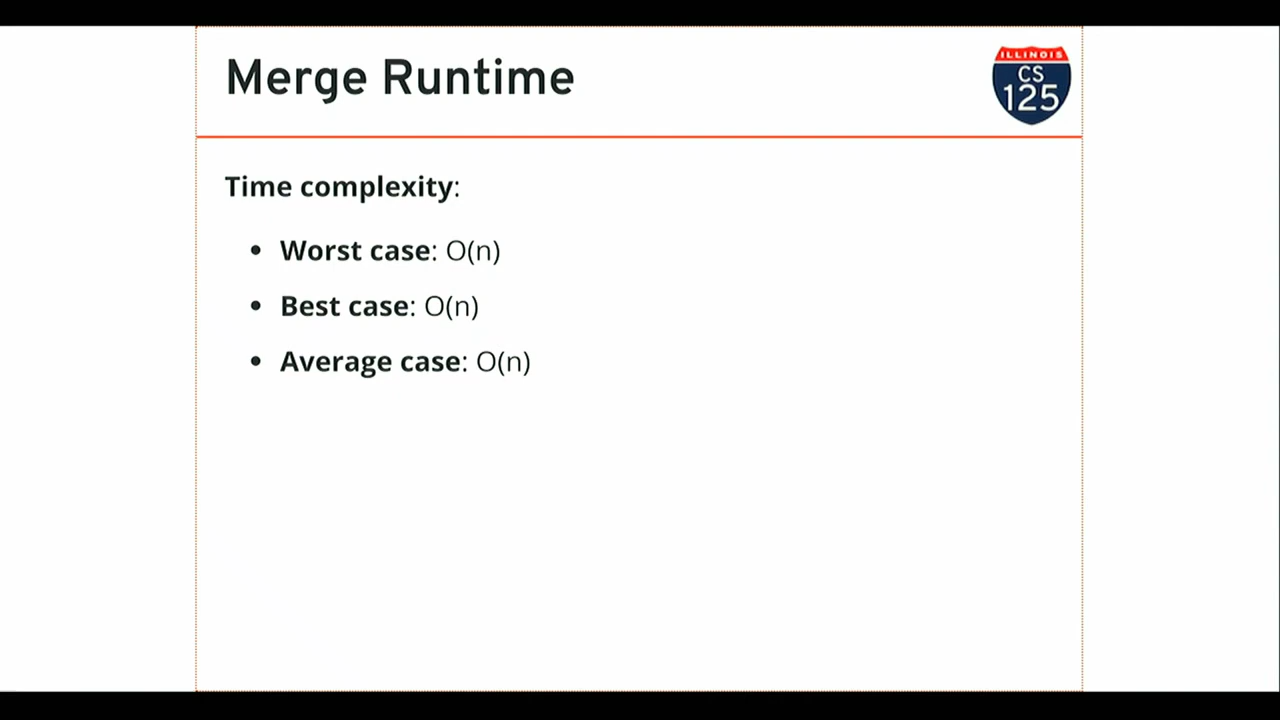 Merge Runtime
ILLINOIS
CS
125
Time complexity:
• Worst case: O(n)
• Best case: O(n)
• Average case: O(n)